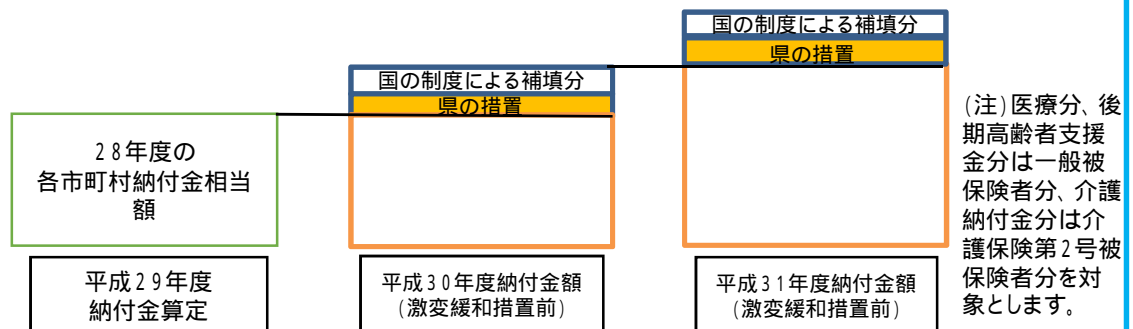 国の制度による補填分
県の措置
国の制度による補填分
県の措置
28年度の
各市町村納付金相当
額
(注)医療分、後
期高齢者支援
金分は一般被
保険者分、介護
納付金分は介
護保険第2号被
保険者分を対
象とします。
平成29年度
納付金算定
平成30年度納付金額
(激変緩和措置前)
平成31年度納付金額
(激変緩和措置前)